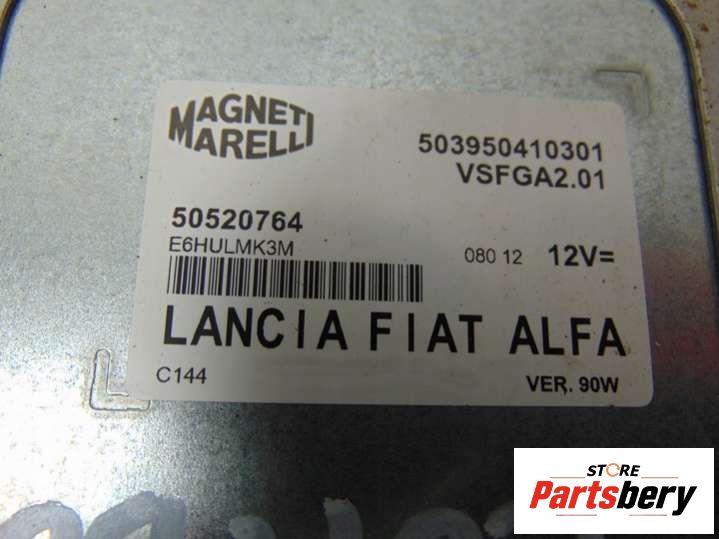 MAGNETI
MARELLI
503950410301
VSFGA2.01
50520764
E6HULMK3M
080 12 12V=
LANCIA FIAT ALFA
C144
VER. 90W
STORE
Partsbery